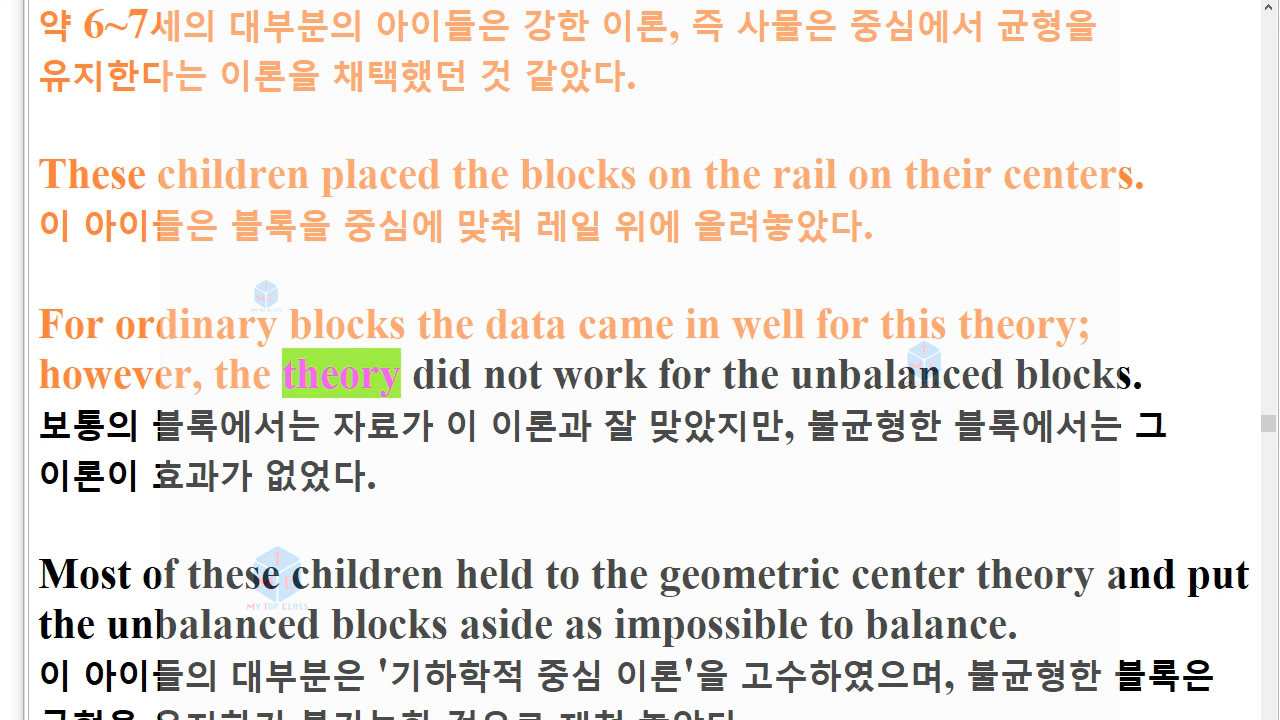 약 6~7세의 대부분의 아이들은 강한 이론, 즉 사물은 중심에서 균형을
유지한다는 이론을 채택했던 것 같았다.
These children placed the blocks on the rail on their centers.
이 아이들은 블록을 중심에 맞춰 레일 위에 올려놓았다.
For ordinary blocks the data came in well for this theory;
however, the theory did not work for the unbalanced blocks.
보통의 블록에서는 자료가 이 이론과 잘 맞았지만, 불균형한 블록에서는 그
이론이 효과가 없었다.
Most of these children held to the geometric center theory and put
the unbalanced blocks aside as impossible to balance.
이 아이들의 대부분은 '기하학적 중심 이론'을 고수하였으며, 불균형한 블록은
MY TOP CLASS